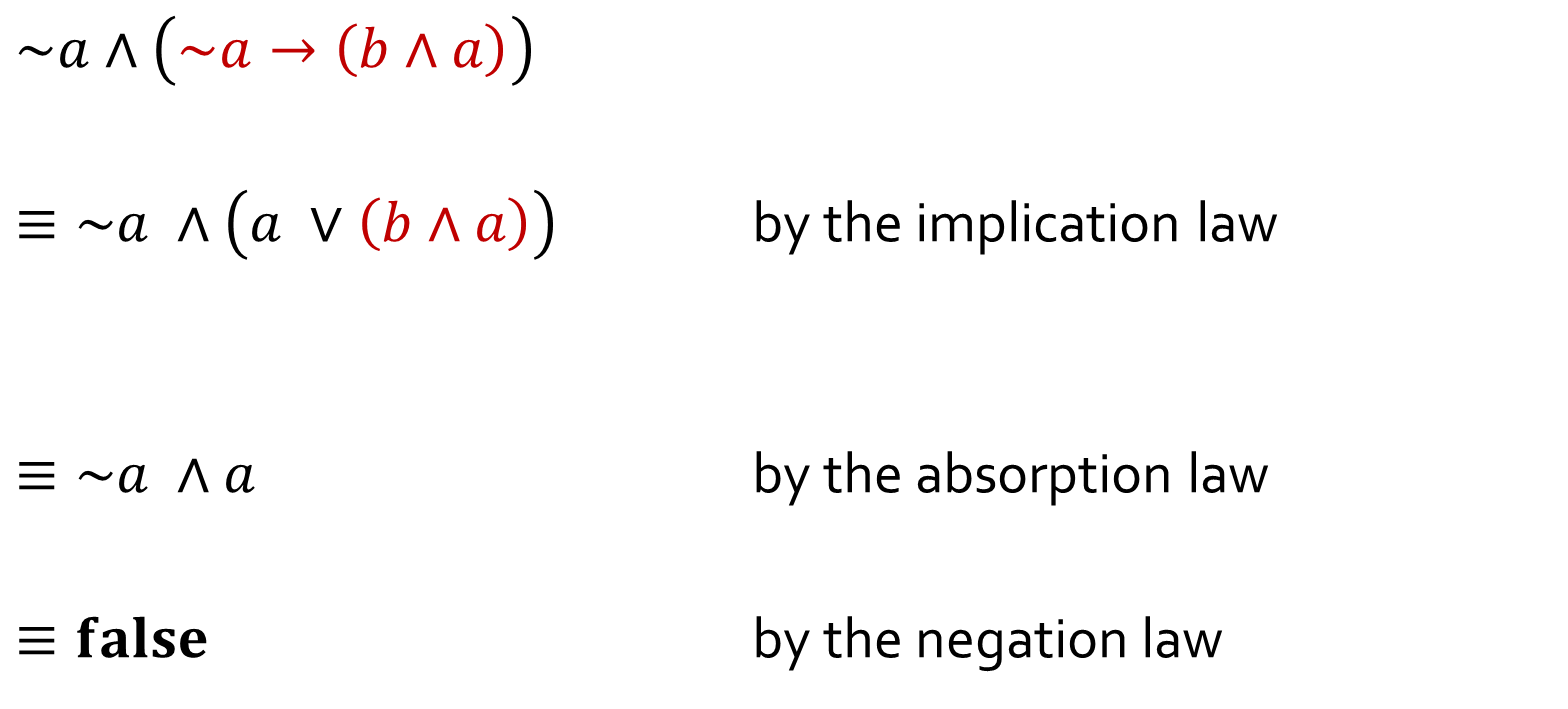 ~a ∧ (~a → (b ∧ a))
≡ ~a ∧ (a ∨ (b ∧ a)) by the implication law
≡ ~a ∧ a by the absorption law
≡ false by the negation law